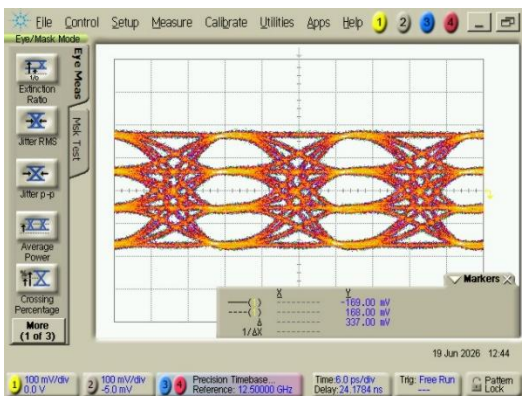 File Control Setup Measure Calibrate Utilities Apps Help 1 2 3 4
Eye/Mask Mode
Eye Meas
Msk Test
Extinction
Ratio
Jitter RMS
Jitter p-p
Average
Power
Crossing
Percentage
More
(1 of 3)
Markers
X Y
---- -169.00 mV
---- 168.00 mV
Δ ---- 337.00 mV
1/ΔX ----
19 Jun 2026 12:44
1 100 mV/div 2 100 mV/div 3 4 Precision Timebase... Time:6.0 ps/div Trig: Free Run Pattern
0.0 V -5.0 mV Reference: 12.50000 GHz Delay:24.1784 ns --- Lock